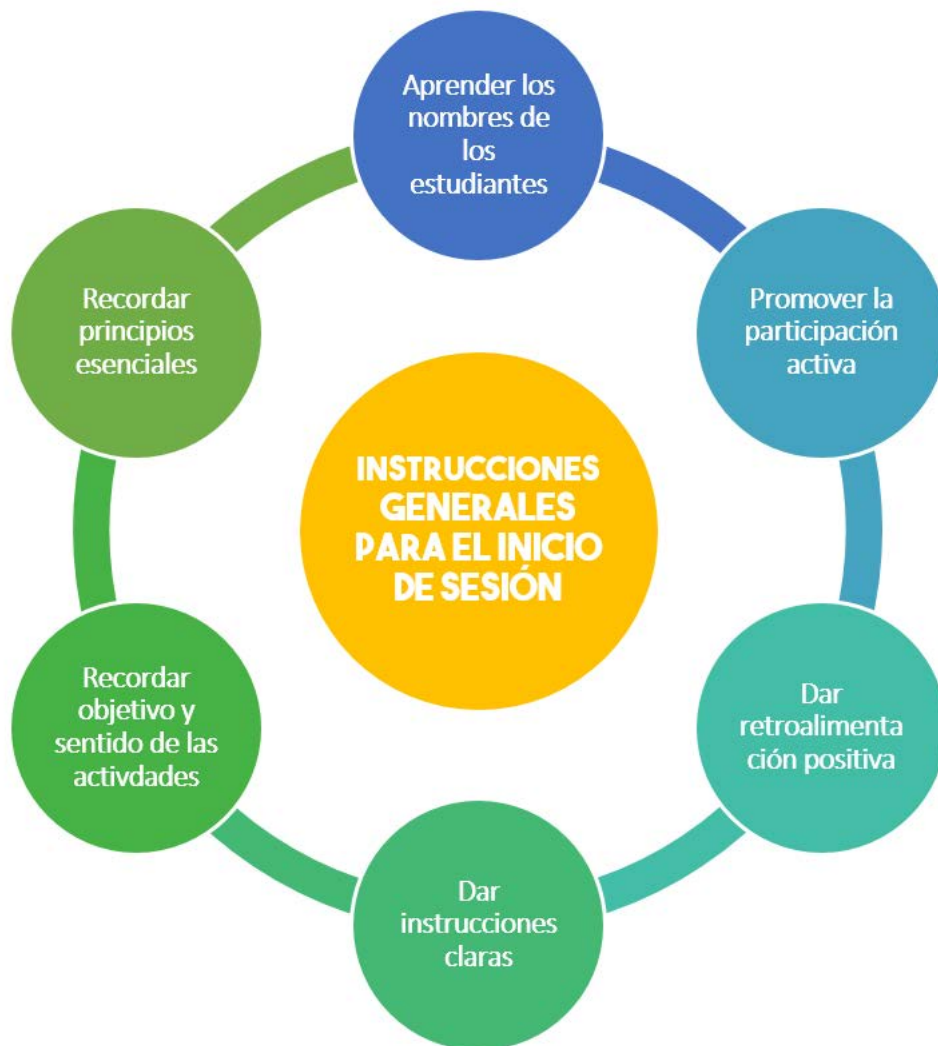 Aprender los
nombres de
los
estudiantes
Promover la
participación
activa
Dar
retroalimenta
ción positiva
Dar
instrucciones
claras
Recordar
objetivo y
sentido de las
activdades
Recordar
principios
esenciales
INSTRUCCIONES
GENERALES
PARA EL INICIO
DE SESIÓN